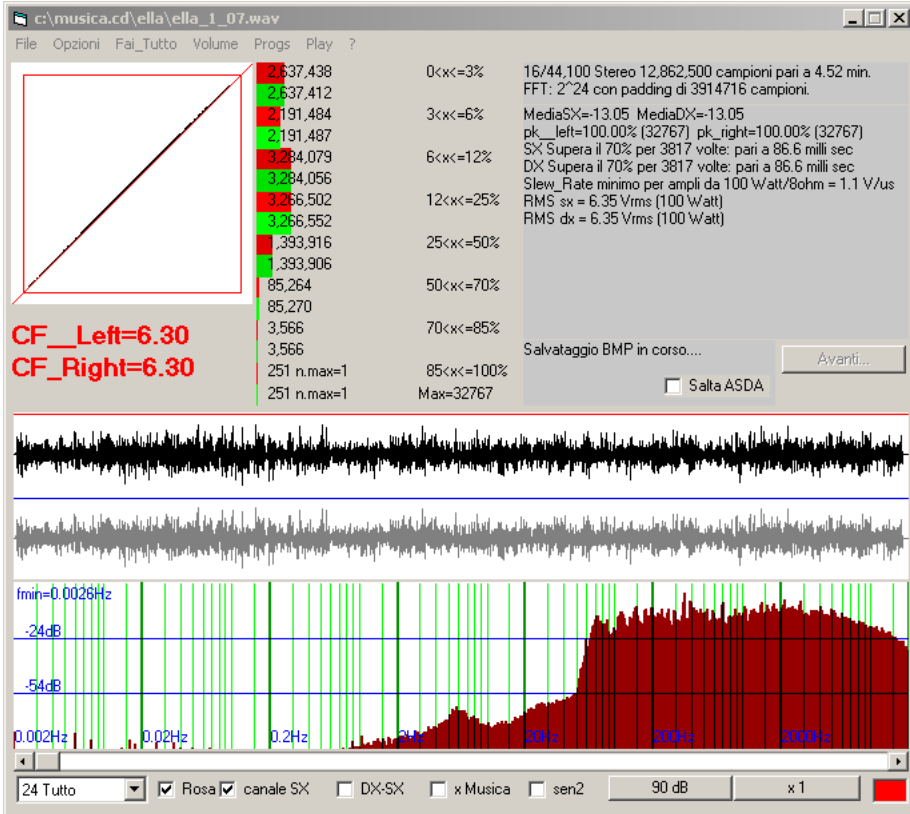 c:\musica.cd\ella\ella_1_07.wav
File Opzioni Fai_Tutto Volume Progs Play ?
2,637,438 0<x<=3%
2,637,412
2,191,484 3<x<=6%
2,191,487
3,284,079 6<x<=12%
3,284,056
3,266,502 12<x<=25%
3,266,552
1,393,916 25<x<=50%
1,393,906
85,264 50<x<=70%
85,270
3,566 70<x<=85%
3,566
251 n.max=1 85<x<=100%
251 n.max=1 Max=32767
CF__Left=6.30
CF_Right=6.30
16/44,100 Stereo 12,862,500 campioni pari a 4.52 min.
FFT: 2^24 con padding di 3914716 campioni.
MediaSX=-13.05 MediaDX=-13.05
pk__left=100.00% (32767) pk_right=100.00% (32767)
SX Supera il 70% per 3817 volte: pari a 86.6 milli sec
DX Supera il 70% per 3817 volte: pari a 86.6 milli sec
Slew_Rate minimo per ampli da 100 Watt/8ohm = 1.1 V/us
RMS sx = 6.35 Vrms (100 Watt)
RMS dx = 6.35 Vrms (100 Watt)
Salvataggio BMP in corso....
Avanti...
Salta ASDA
fmin=0.0026Hz
-24dB
-54dB
0.002Hz 0.02Hz 0.2Hz 2Hz 20Hz 200Hz 2000Hz
24 Tutto Rosa canale SX DX-SX x Musica sen2 90 dB x 1